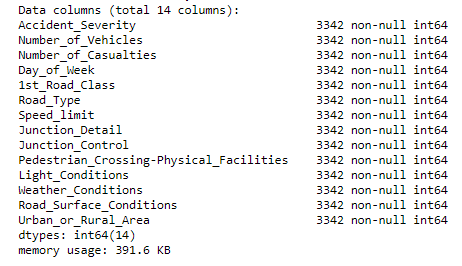 Data columns (total 14 columns):
Accident_Severity 3342 non-null int64
Number_of_Vehicles 3342 non-null int64
Number_of_Casualties 3342 non-null int64
Day_of_Week 3342 non-null int64
1st_Road_Class 3342 non-null int64
Road_Type 3342 non-null int64
Speed_limit 3342 non-null int64
Junction_Detail 3342 non-null int64
Junction_Control 3342 non-null int64
Pedestrian_Crossing-Physical_Facilities 3342 non-null int64
Light_Conditions 3342 non-null int64
Weather_Conditions 3342 non-null int64
Road_Surface_Conditions 3342 non-null int64
Urban_or_Rural_Area 3342 non-null int64
dtypes: int64(14)
memory usage: 391.6 KB